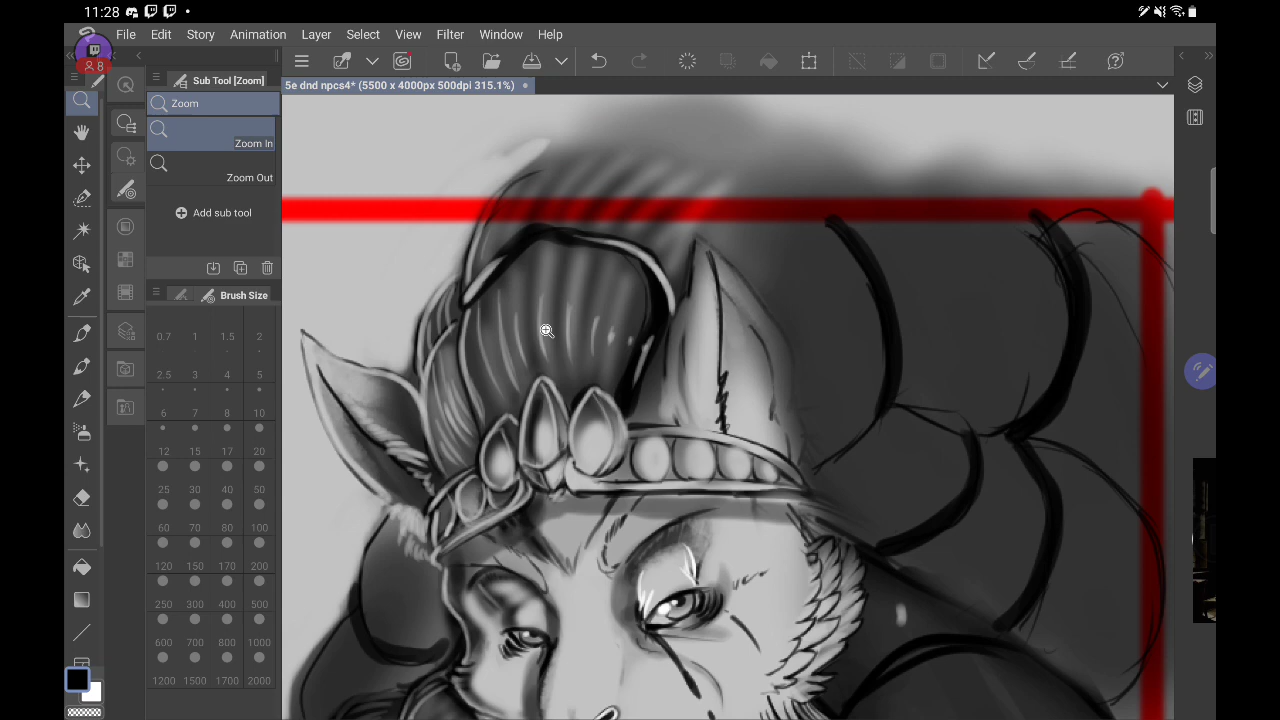 11:28
File Edit Story Animation Layer Select View Filter Window Help
8
Sub Tool [Zoom]
5e dnd npcs4* (5500 x 4000px 500dpi 315.1%)
Zoom
Zoom In
Zoom Out
Add sub tool
Brush Size
0.7 1 1.5 2
2.5 3 4 5
6 7 8 10
12 15 17 20
25 30 40 50
60 70 80 100
120 150 170 200
250 300 400 500
600 700 800 1000
1200 1500 1700 2000